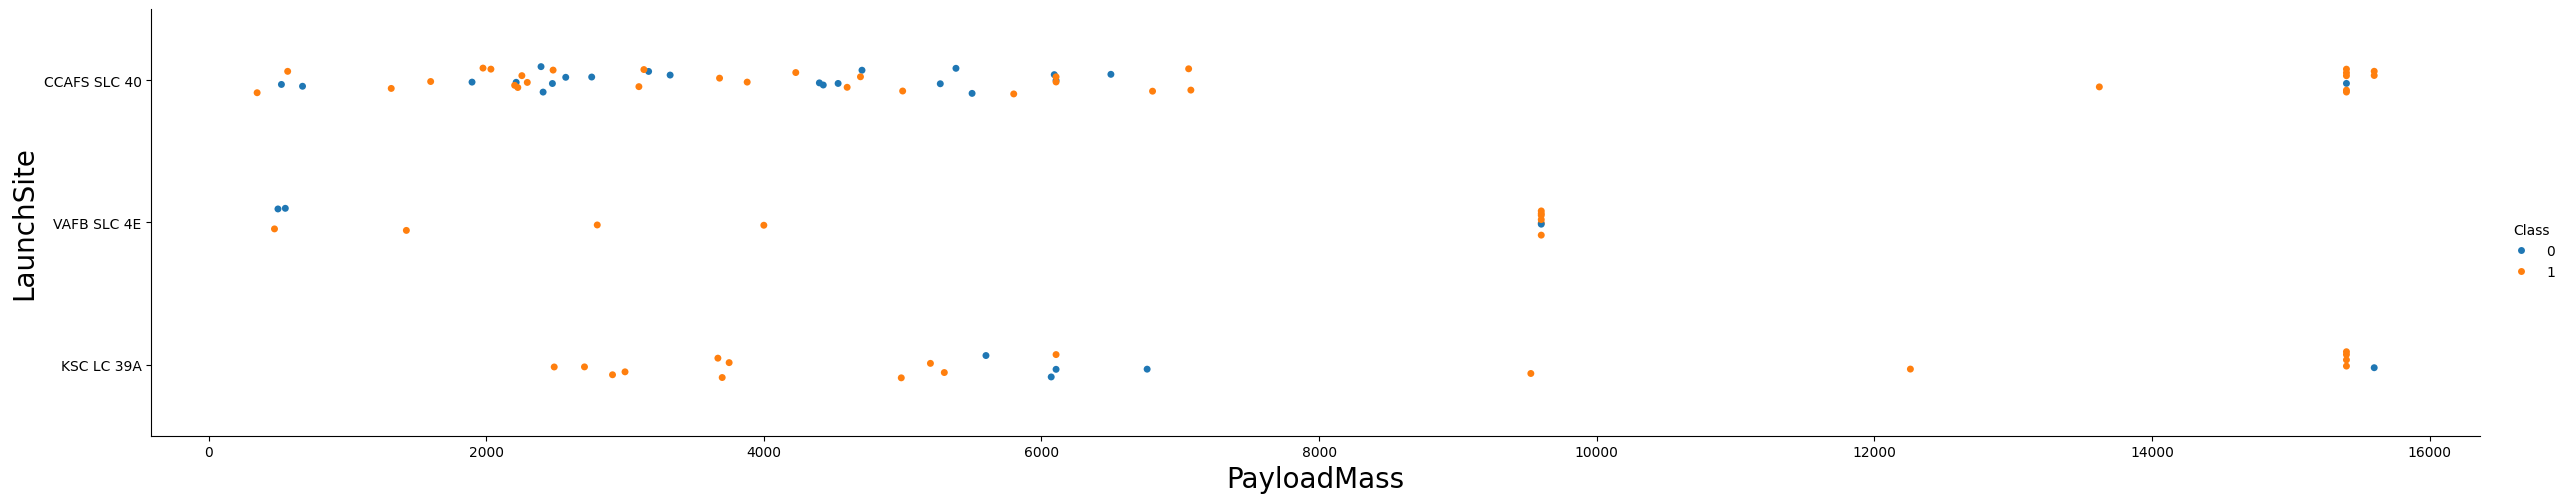 LaunchSite
CCAFS SLC 40
VAFB SLC 4E
KSC LC 39A
0 2000 4000 6000 8000 10000 12000 14000 16000
PayloadMass
Class
0
1